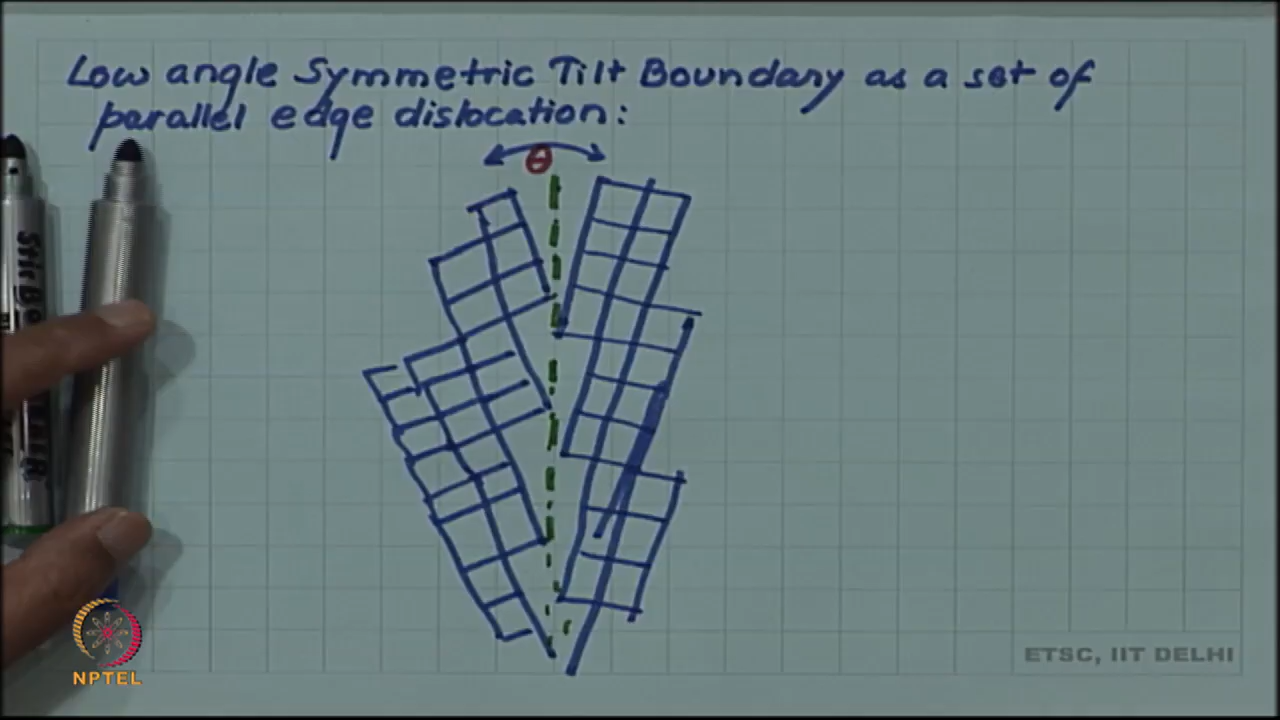 Low angle Symmetric Tilt Boundary as a set of
parallel edge dislocation:
θ
ETSC, IIT DELHI
NPTEL